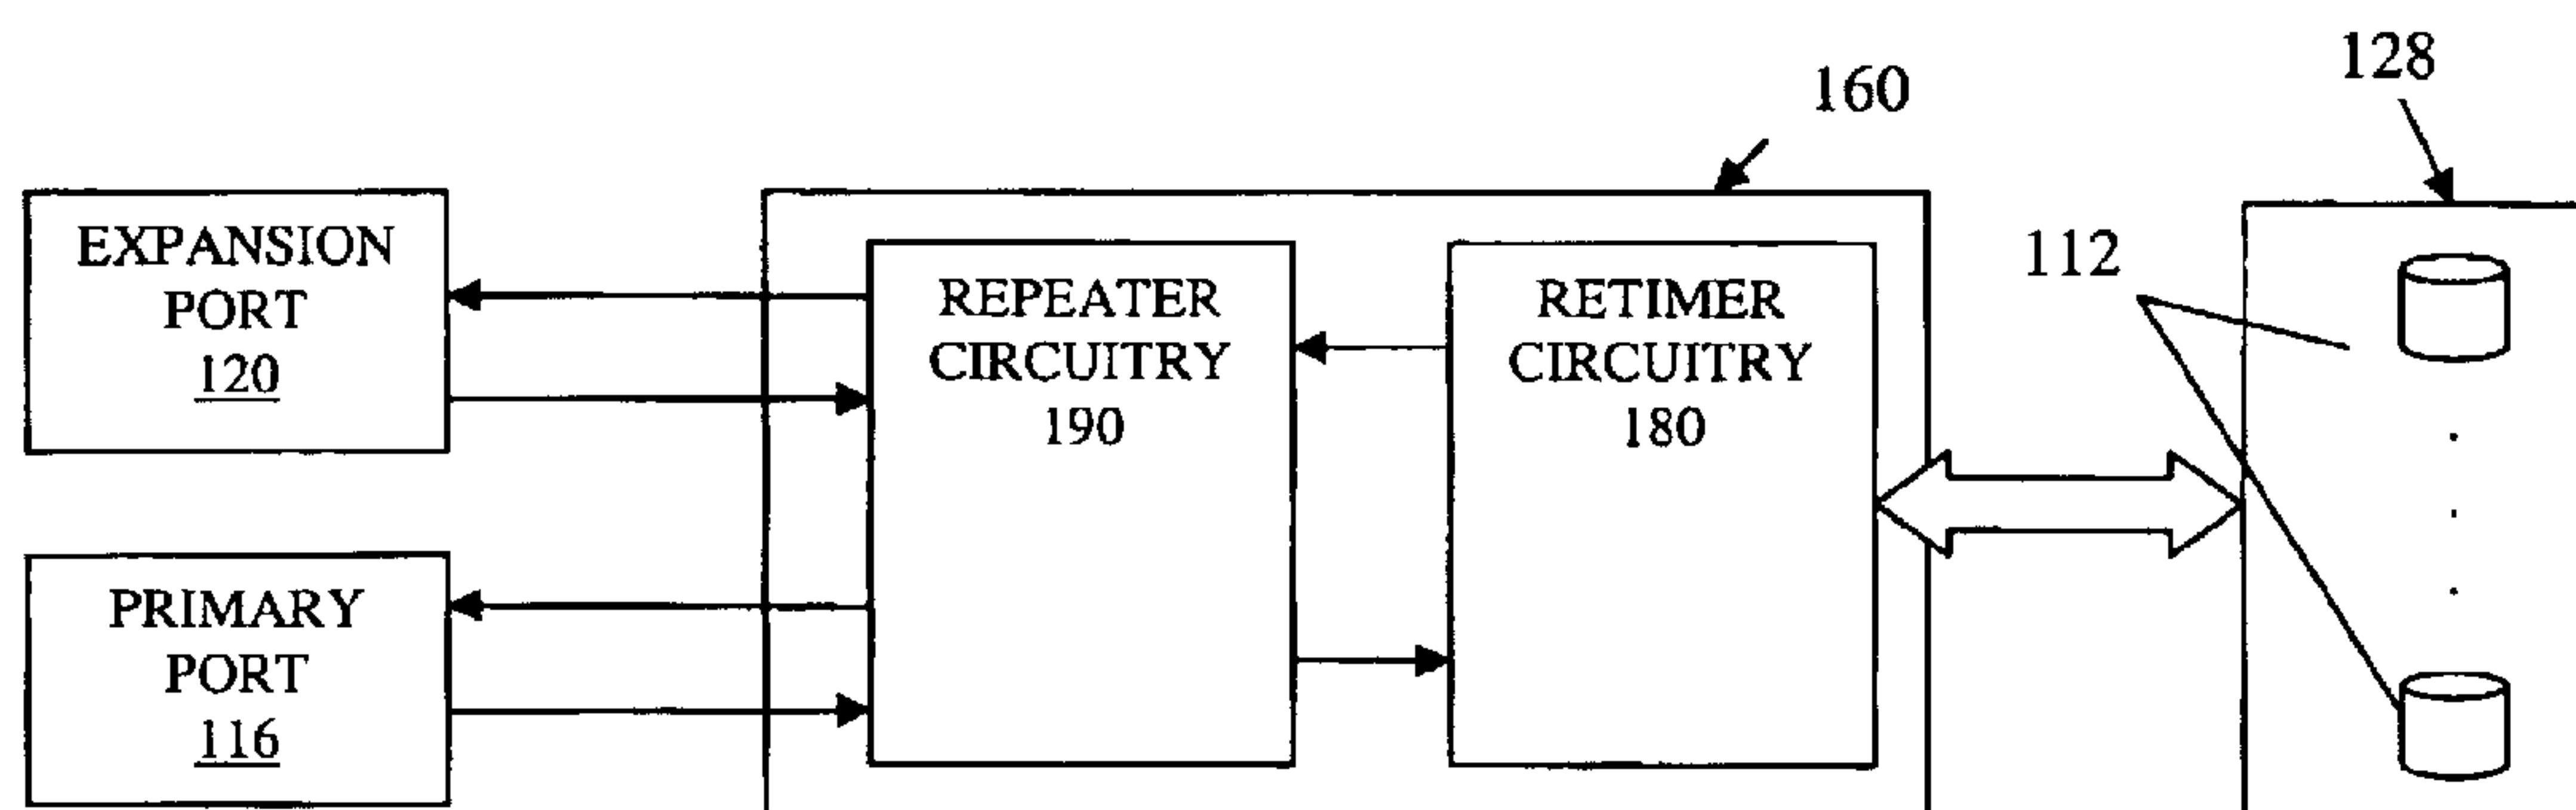 128
160
EXPANSION
PORT
120
REPEATER
CIRCUITRY
190
RETIMER
CIRCUITRY
180
112
PRIMARY
PORT
116